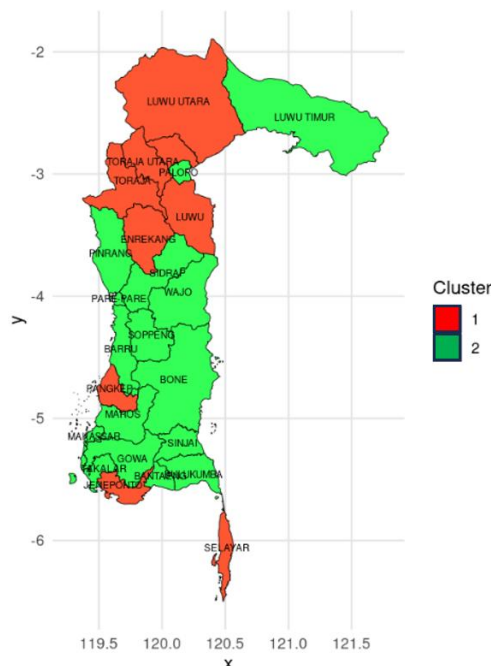 -2
LUWU UTARA
LUWU TIMUR
-3
TORAJA UTARA
PALOPO
TORAJA
LUWU
ENREKANG
PINRANG
SIDRAP
-4
PARE-PARE
WAJO
SOPPENG
BARRU
BONE
PANGKEP
-5
MAROS
MAKASSAR
SINJAI
GOWA
TAKALAR
BANTAENG
BULUKUMBA
JENEPONTO
-6
SELAYAR
y
119.5 120.0 120.5 121.0 121.5
x
Cluster
1
2